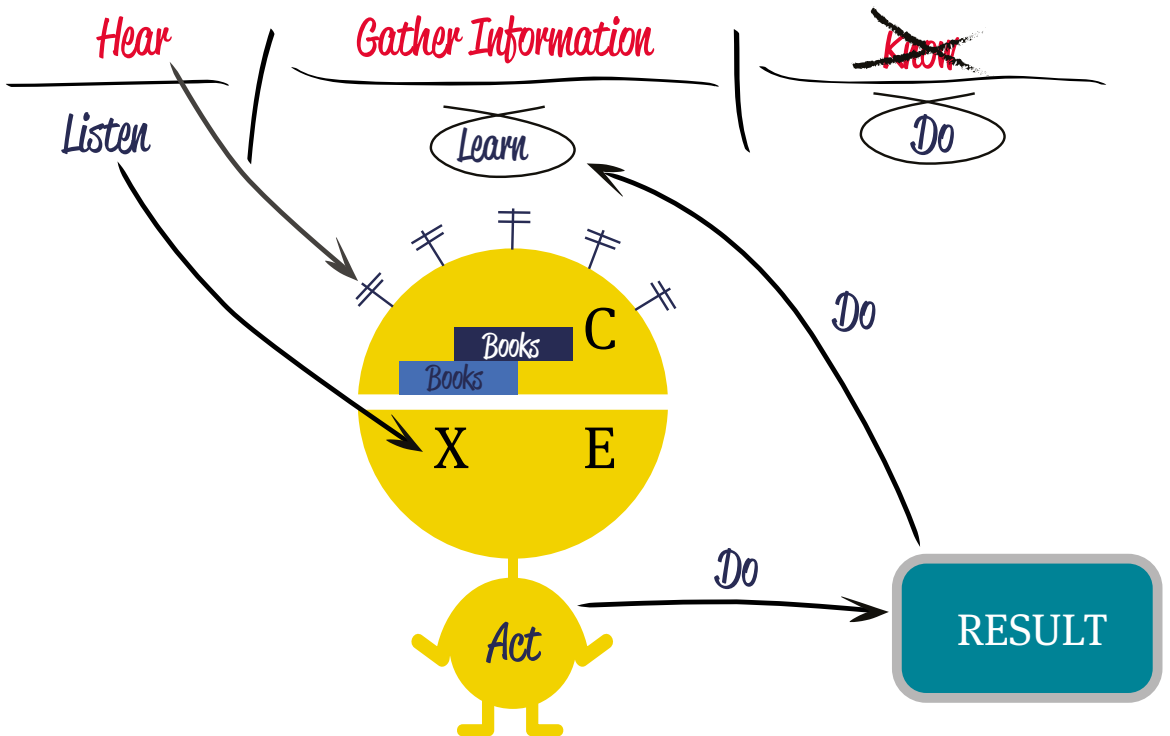 Hear
Gather Information
Know
Listen
Learn
Do
C
Books
Books
Do
X
E
Do
Act
RESULT